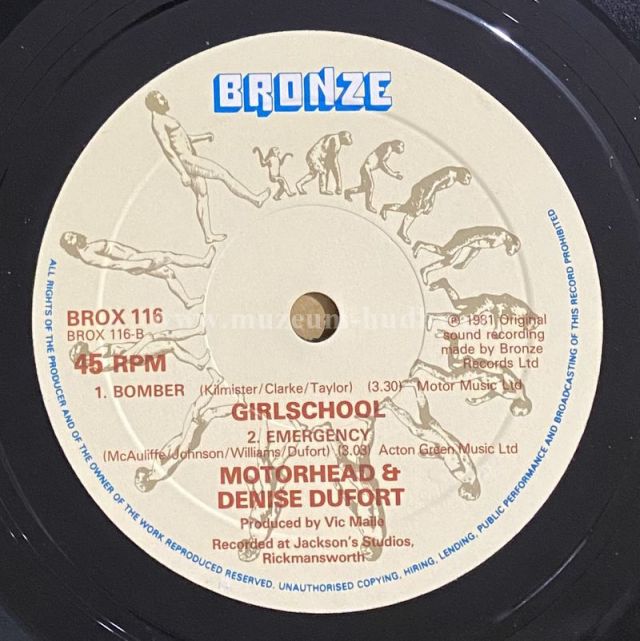 BRONZE
BROX 116
BROX 116-B
45 RPM
℗ 1981 Original
sound recording
made by Bronze
Records Ltd
1. BOMBER (Kilmister/Clarke/Taylor) (3.30) Motor Music Ltd
GIRLSCHOOL
2. EMERGENCY
(McAuliffe/Johnson/Williams/Dufort) (3.03) Acton Green Music Ltd
MOTORHEAD &
DENISE DUFORT
Produced by Vic Maile
Recorded at Jackson's Studios,
Rickmansworth
ALL RIGHTS OF THE PRODUCER AND OF THE OWNER OF THE WORK REPRODUCED RESERVED. UNAUTHORISED COPYING, HIRING, LENDING, PUBLIC PERFORMANCE AND BROADCASTING OF THIS RECORD PROHIBITED